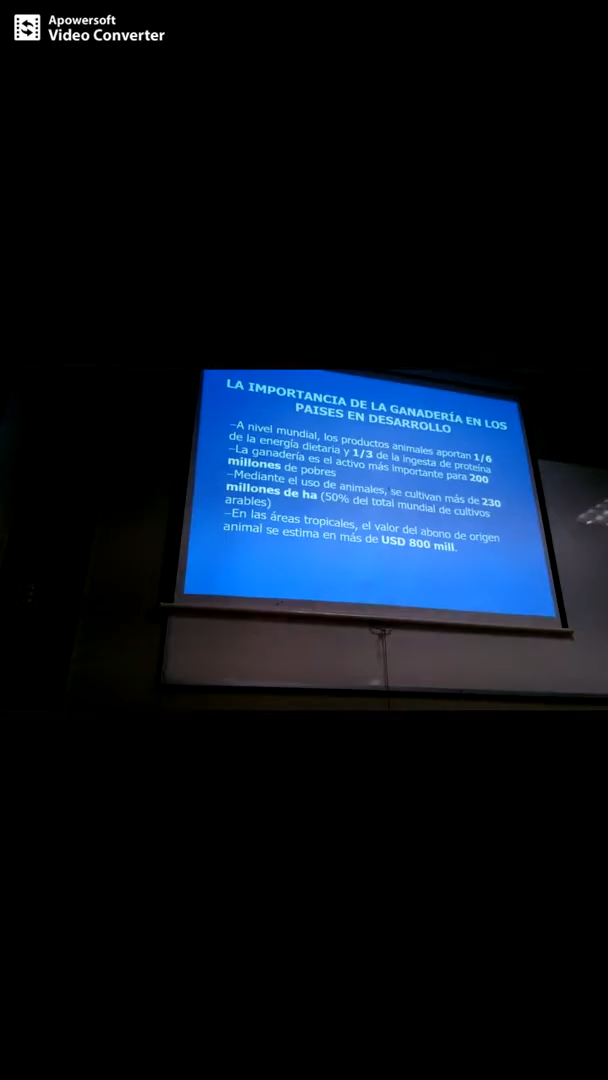 Apowersoft
Video Converter
LA IMPORTANCIA DE LA GANADERÍA EN LOS
PAISES EN DESARROLLO
–A nivel mundial, los productos animales aportan 1/6
de la energía dietaria y 1/3 de la ingesta de proteína
–La ganadería es el activo más importante para 200
millones de pobres
–Mediante el uso de animales, se cultivan más de 230
millones de ha (50% del total mundial de cultivos
arables)
–En las áreas tropicales, el valor del abono de origen
animal se estima en más de USD 800 mill.